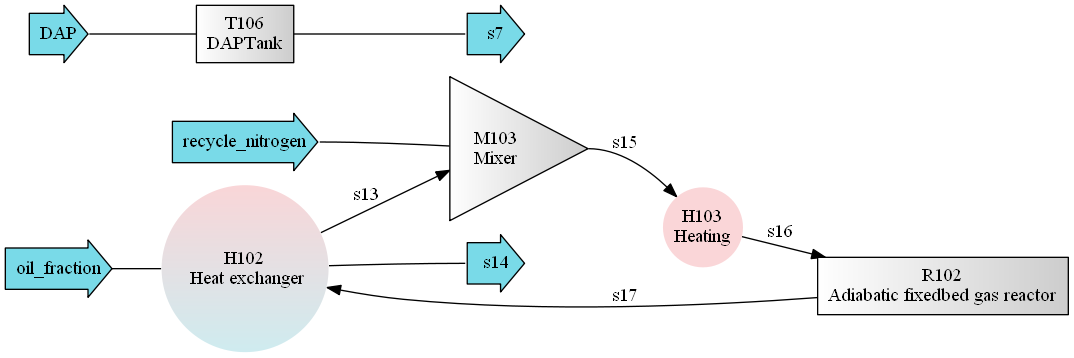 DAP
T106
DAPTank
s7
recycle_nitrogen
M103
Mixer
s15
s13
H103
Heating
s16
oil_fraction
H102
Heat exchanger
s14
R102
Adiabatic fixedbed gas reactor
s17